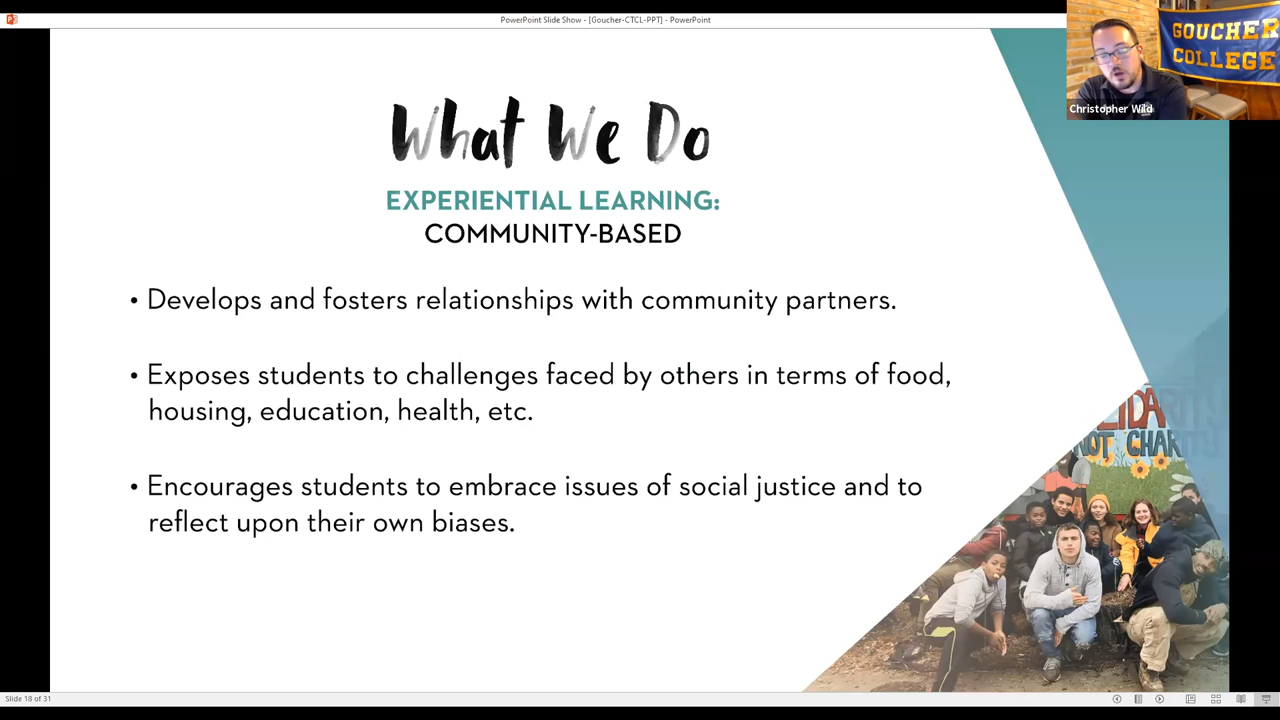 PowerPoint Slide Show - [Goucher-CTCL-PPT] - PowerPoint
GOUCHER
COLLEGE
Christopher Wild
What We Do
EXPERIENTIAL LEARNING:
COMMUNITY-BASED
• Develops and fosters relationships with community partners.
• Exposes students to challenges faced by others in terms of food,
housing, education, health, etc.
• Encourages students to embrace issues of social justice and to
reflect upon their own biases.
NOT CHARITY
Slide 18 of 31